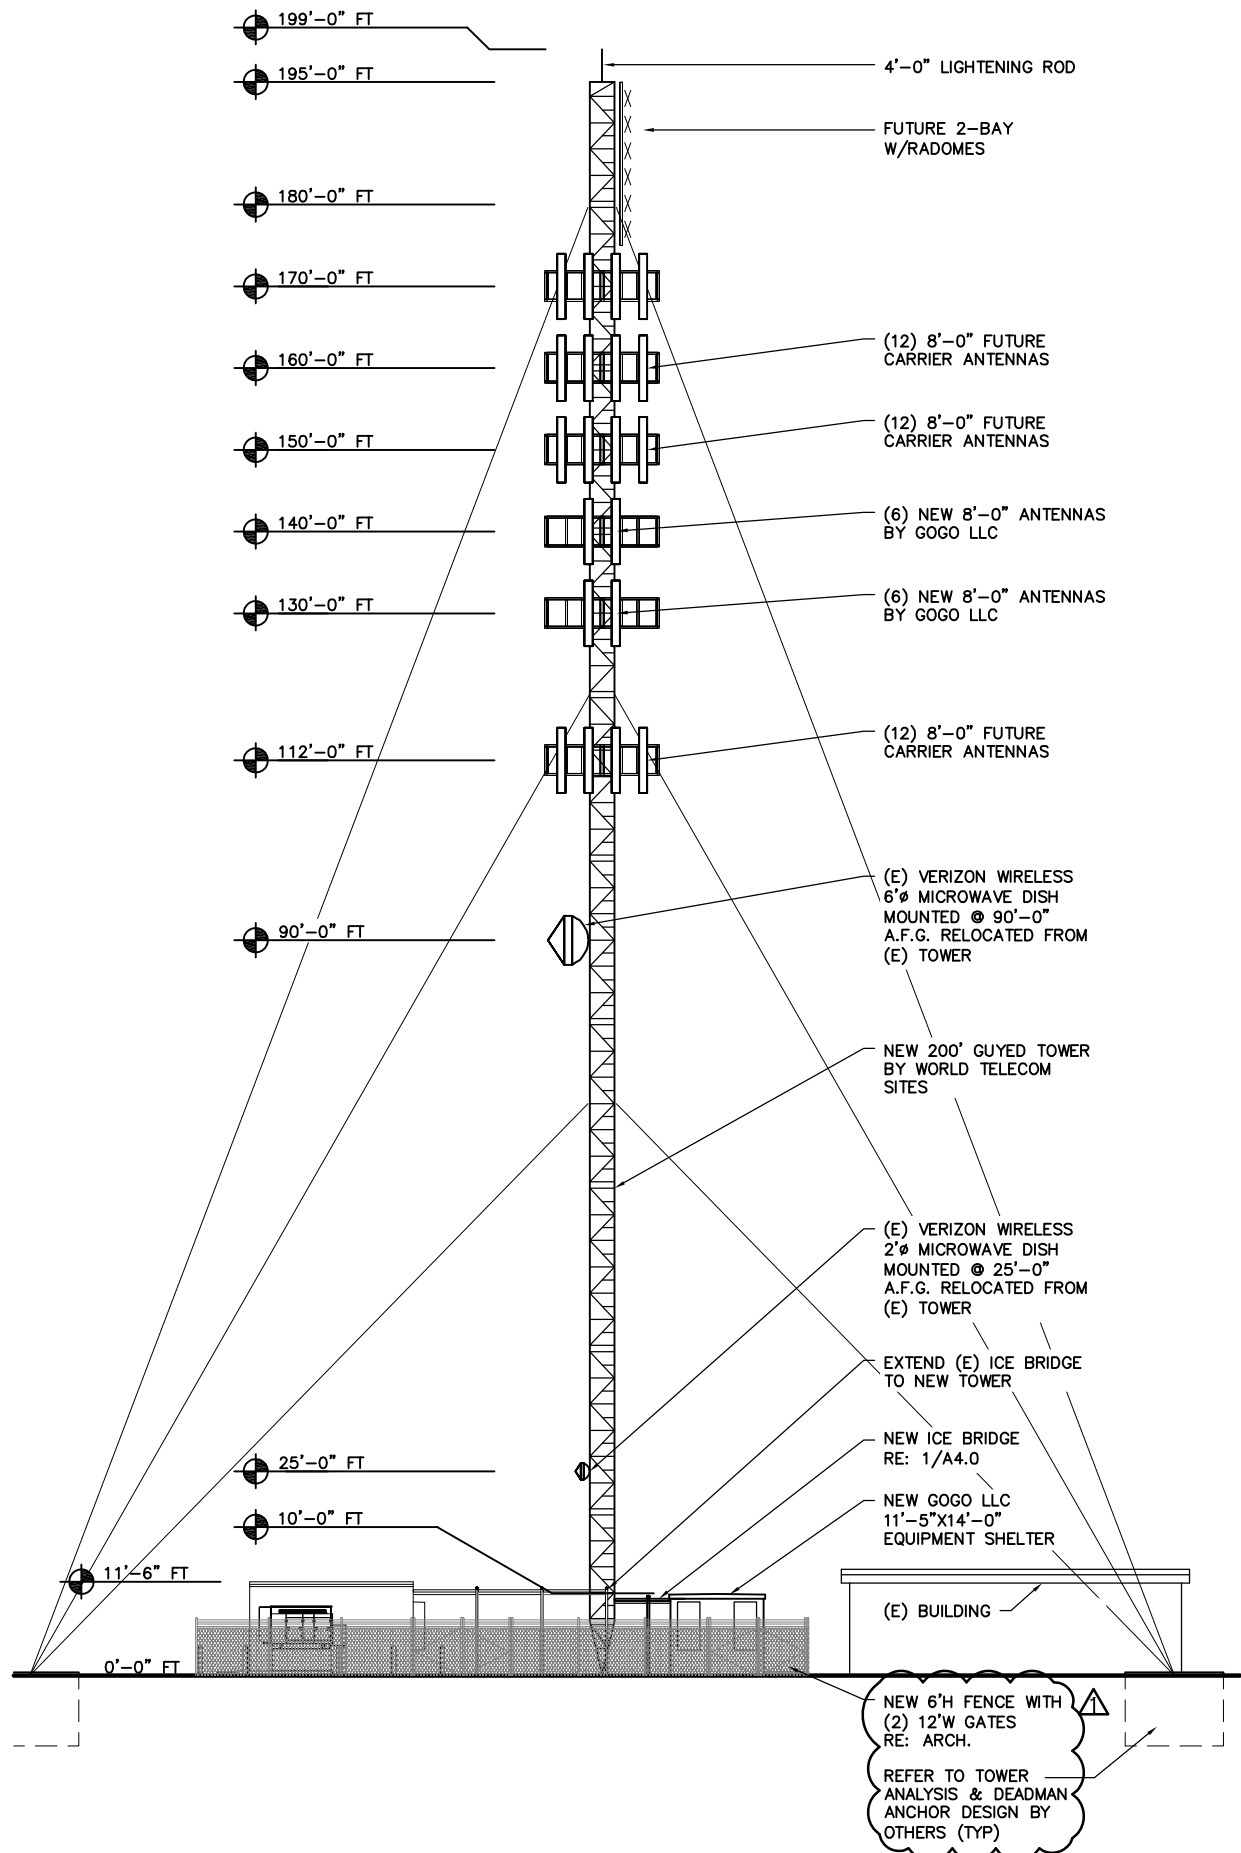 199'-0" FT
195'-0" FT
4'-0" LIGHTENING ROD
FUTURE 2-BAY
W/RADOMES
180'-0" FT
170'-0" FT
160'-0" FT
(12) 8'-0" FUTURE
CARRIER ANTENNAS
150'-0" FT
(12) 8'-0" FUTURE
CARRIER ANTENNAS
140'-0" FT
(6) NEW 8'-0" ANTENNAS
BY GOGO LLC
130'-0" FT
(6) NEW 8'-0" ANTENNAS
BY GOGO LLC
112'-0" FT
(12) 8'-0" FUTURE
CARRIER ANTENNAS
90'-0" FT
(E) VERIZON WIRELESS
6'ø MICROWAVE DISH
MOUNTED @ 90'-0"
A.F.G. RELOCATED FROM
(E) TOWER
NEW 200' GUYED TOWER
BY WORLD TELECOM
SITES
(E) VERIZON WIRELESS
2'ø MICROWAVE DISH
MOUNTED @ 25'-0"
A.F.G. RELOCATED FROM
(E) TOWER
EXTEND (E) ICE BRIDGE
TO NEW TOWER
25'-0" FT
NEW ICE BRIDGE
RE: 1/A4.0
10'-0" FT
NEW GOGO LLC
11'-5"X14'-0"
EQUIPMENT SHELTER
11'-6" FT
(E) BUILDING
0'-0" FT
NEW 6'H FENCE WITH
(2) 12'W GATES
RE: ARCH.
1
REFER TO TOWER
ANALYSIS & DEADMAN
ANCHOR DESIGN BY
OTHERS (TYP)